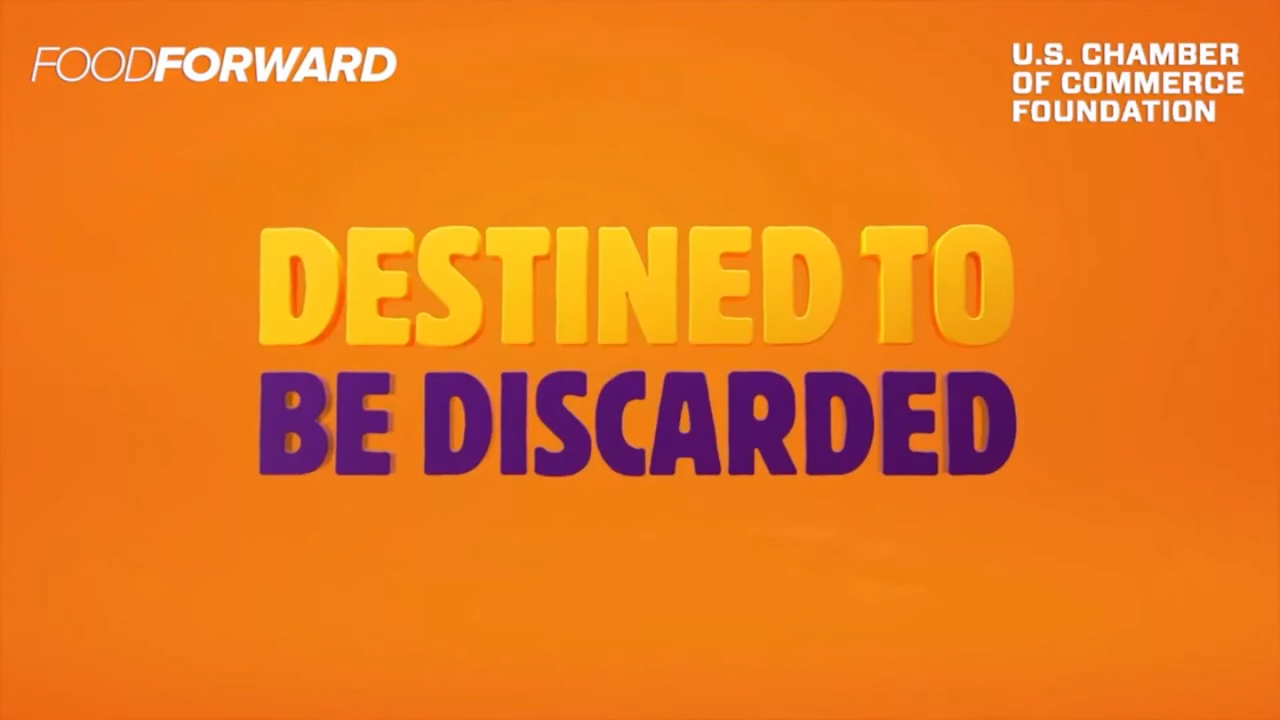 FOODFORWARD
U.S. CHAMBER
OF COMMERCE
FOUNDATION
DESTINED TO
BE DISCARDED